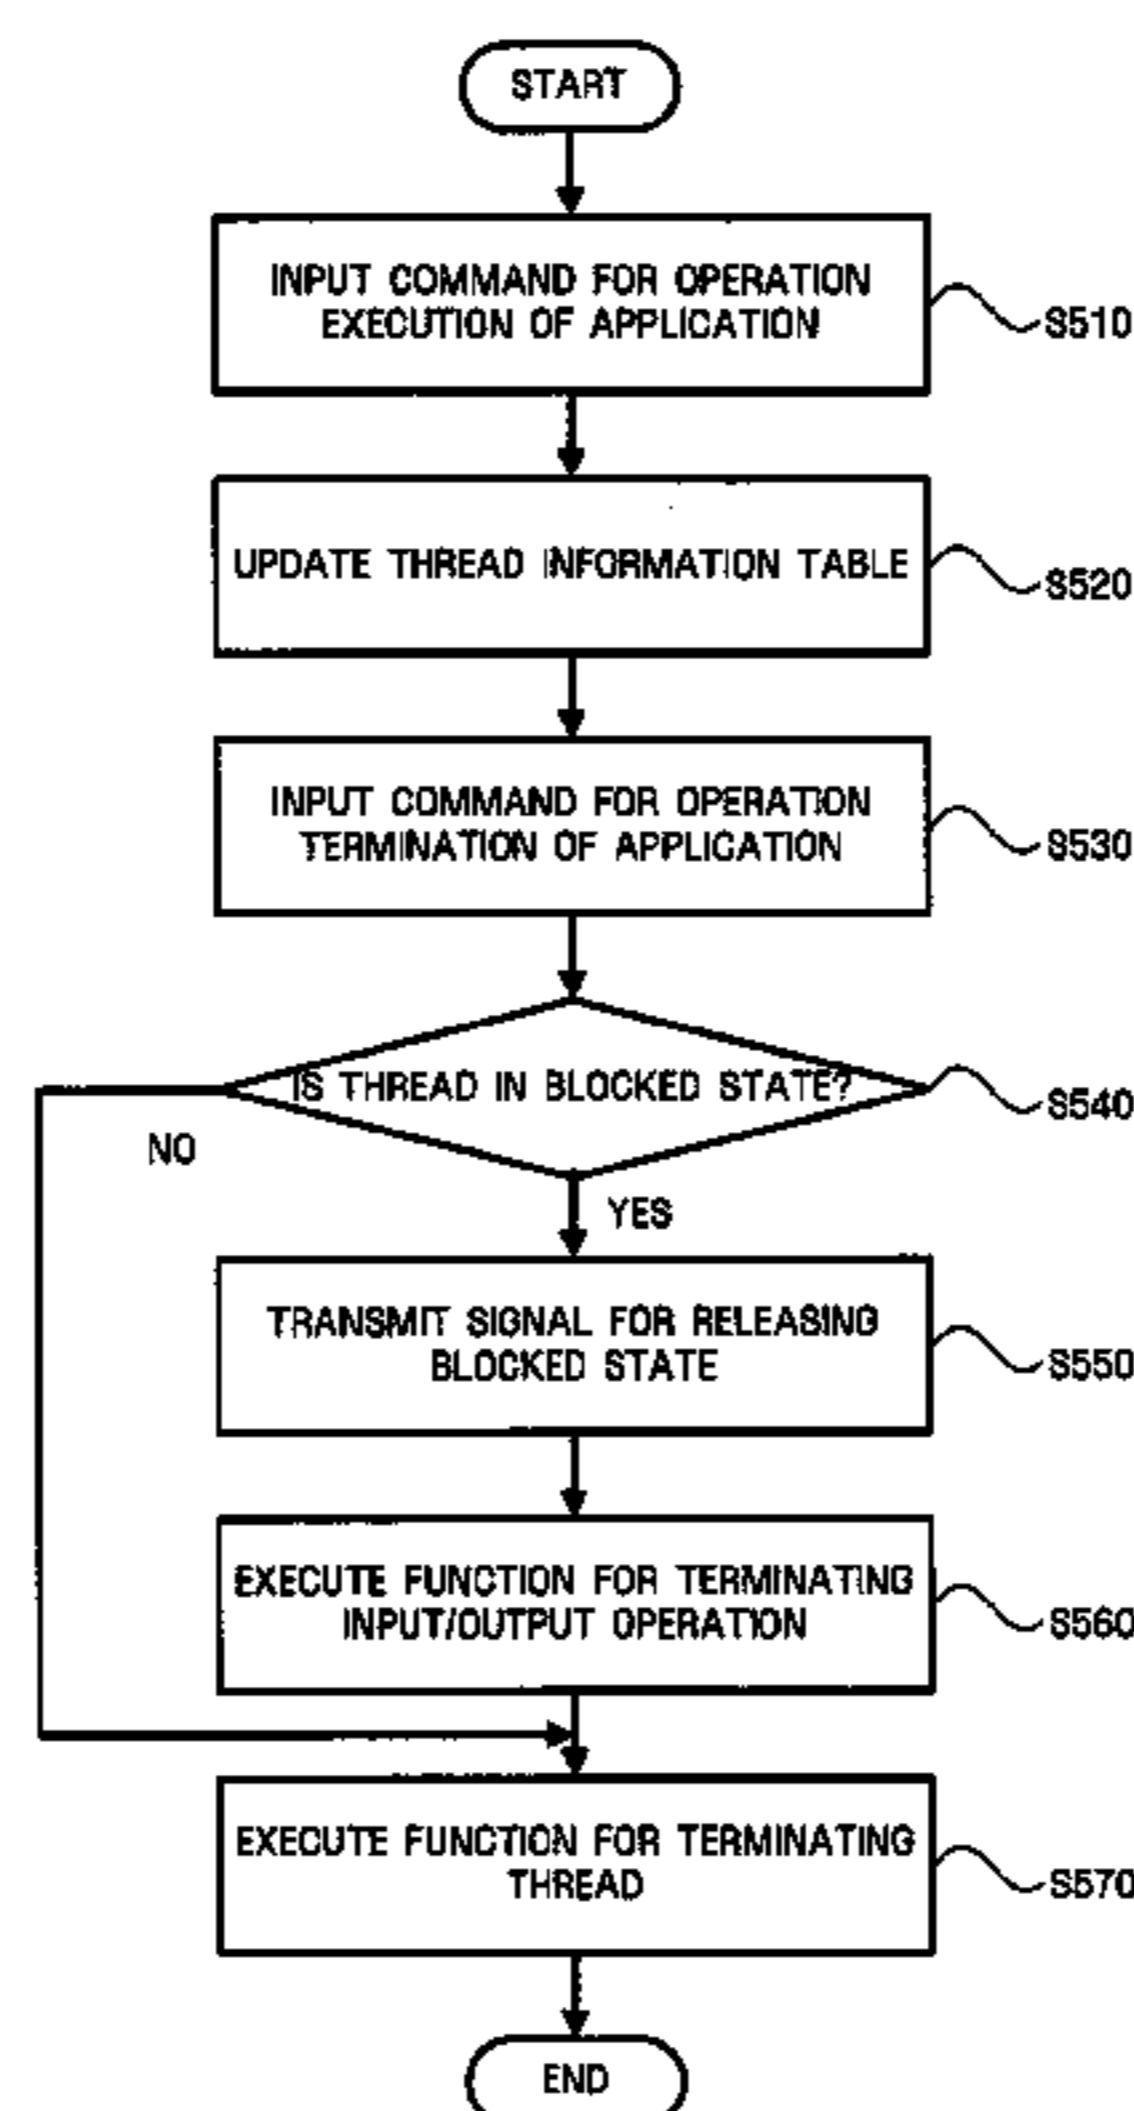 START
INPUT COMMAND FOR OPERATION
EXECUTION OF APPLICATION
S510
UPDATE THREAD INFORMATION TABLE
S520
INPUT COMMAND FOR OPERATION
TERMINATION OF APPLICATION
S530
IS THREAD IN BLOCKED STATE?
S540
NO
YES
TRANSMIT SIGNAL FOR RELEASING
BLOCKED STATE
S550
EXECUTE FUNCTION FOR TERMINATING
INPUT/OUTPUT OPERATION
S560
EXECUTE FUNCTION FOR TERMINATING
THREAD
S570
END